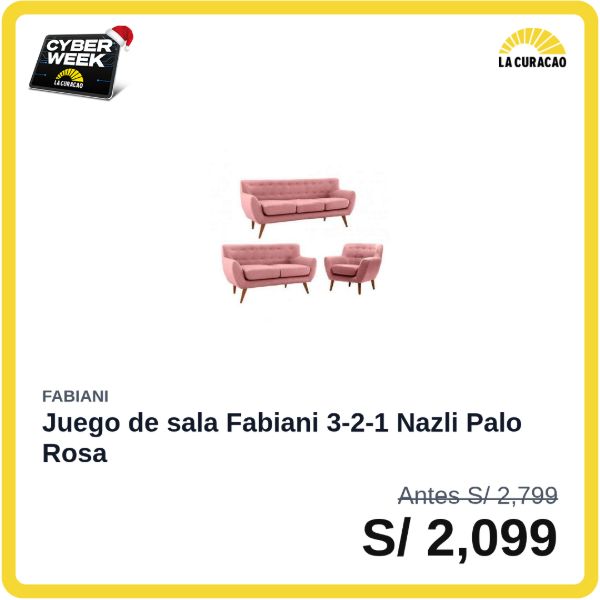 CYBER
WEEK
LA CURACAO
LA CURACAO
FABIANI
Juego de sala Fabiani 3-2-1 Nazli Palo
Rosa
Antes S/ 2,799
S/ 2,099